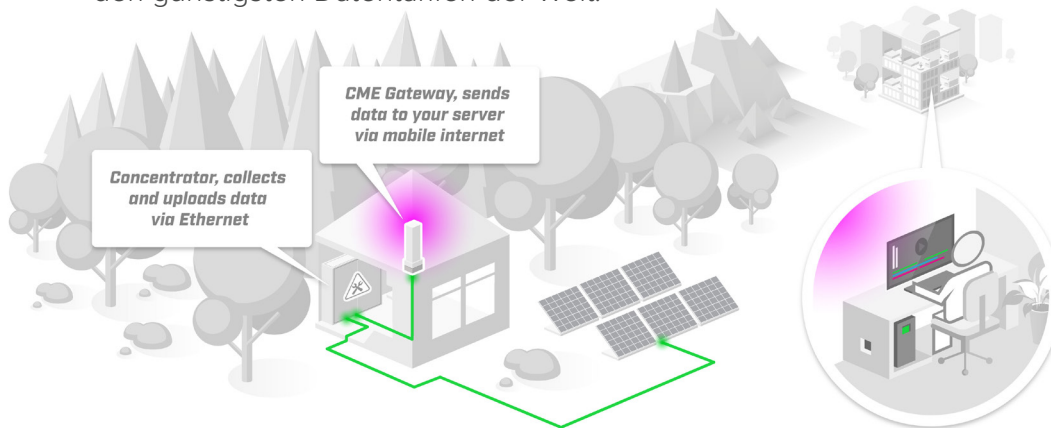 den günstigsten Datentarifen der Welt.
CME Gateway, sends
data to your server
via mobile internet
Concentrator, collects
and uploads data
via Ethernet